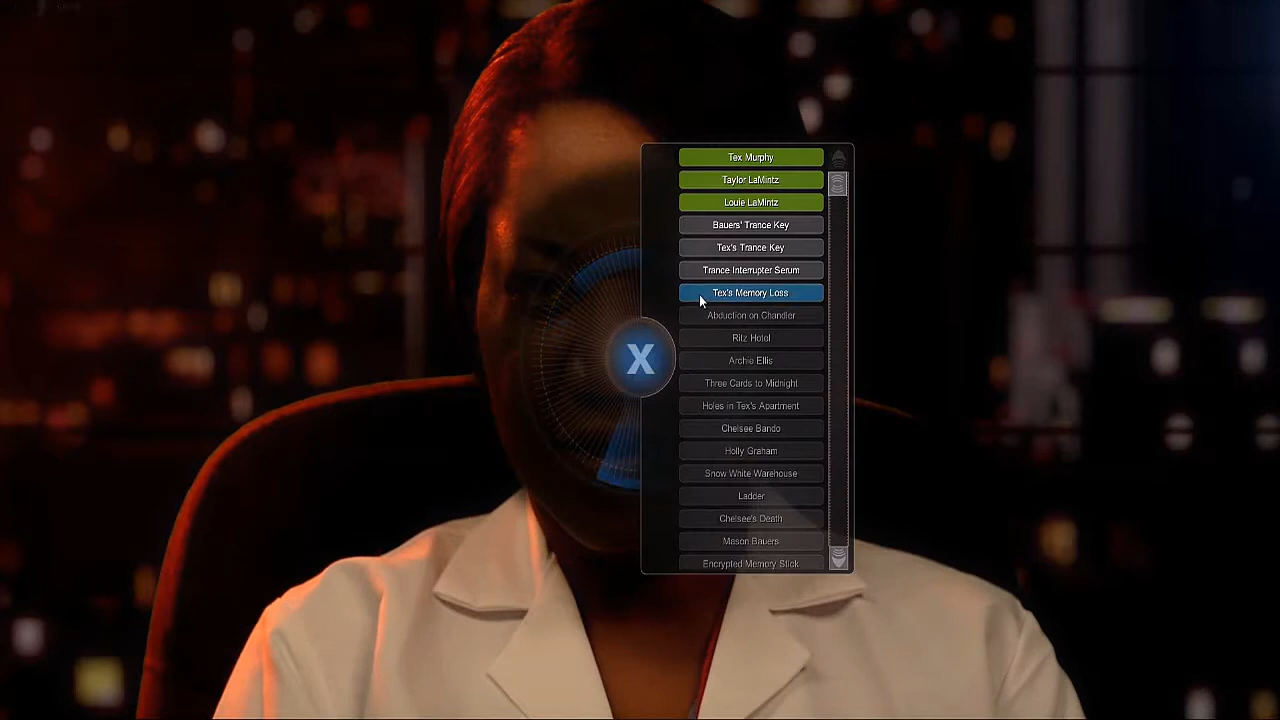 Tex Murphy
Taylor LaMintz
Louie LaMintz
Bauers' Trance Key
Tex's Trance Key
Trance Interrupter Serum
Tex's Memory Loss
Abduction on Chandler
Ritz Hotel
Archie Ellis
Three Cards to Midnight
Holes in Tex's Apartment
Chelsee Bando
Holly Graham
Snow White Warehouse
Ladder
Chelsee's Death
Mason Bauers
Encrypted Memory Stick
X